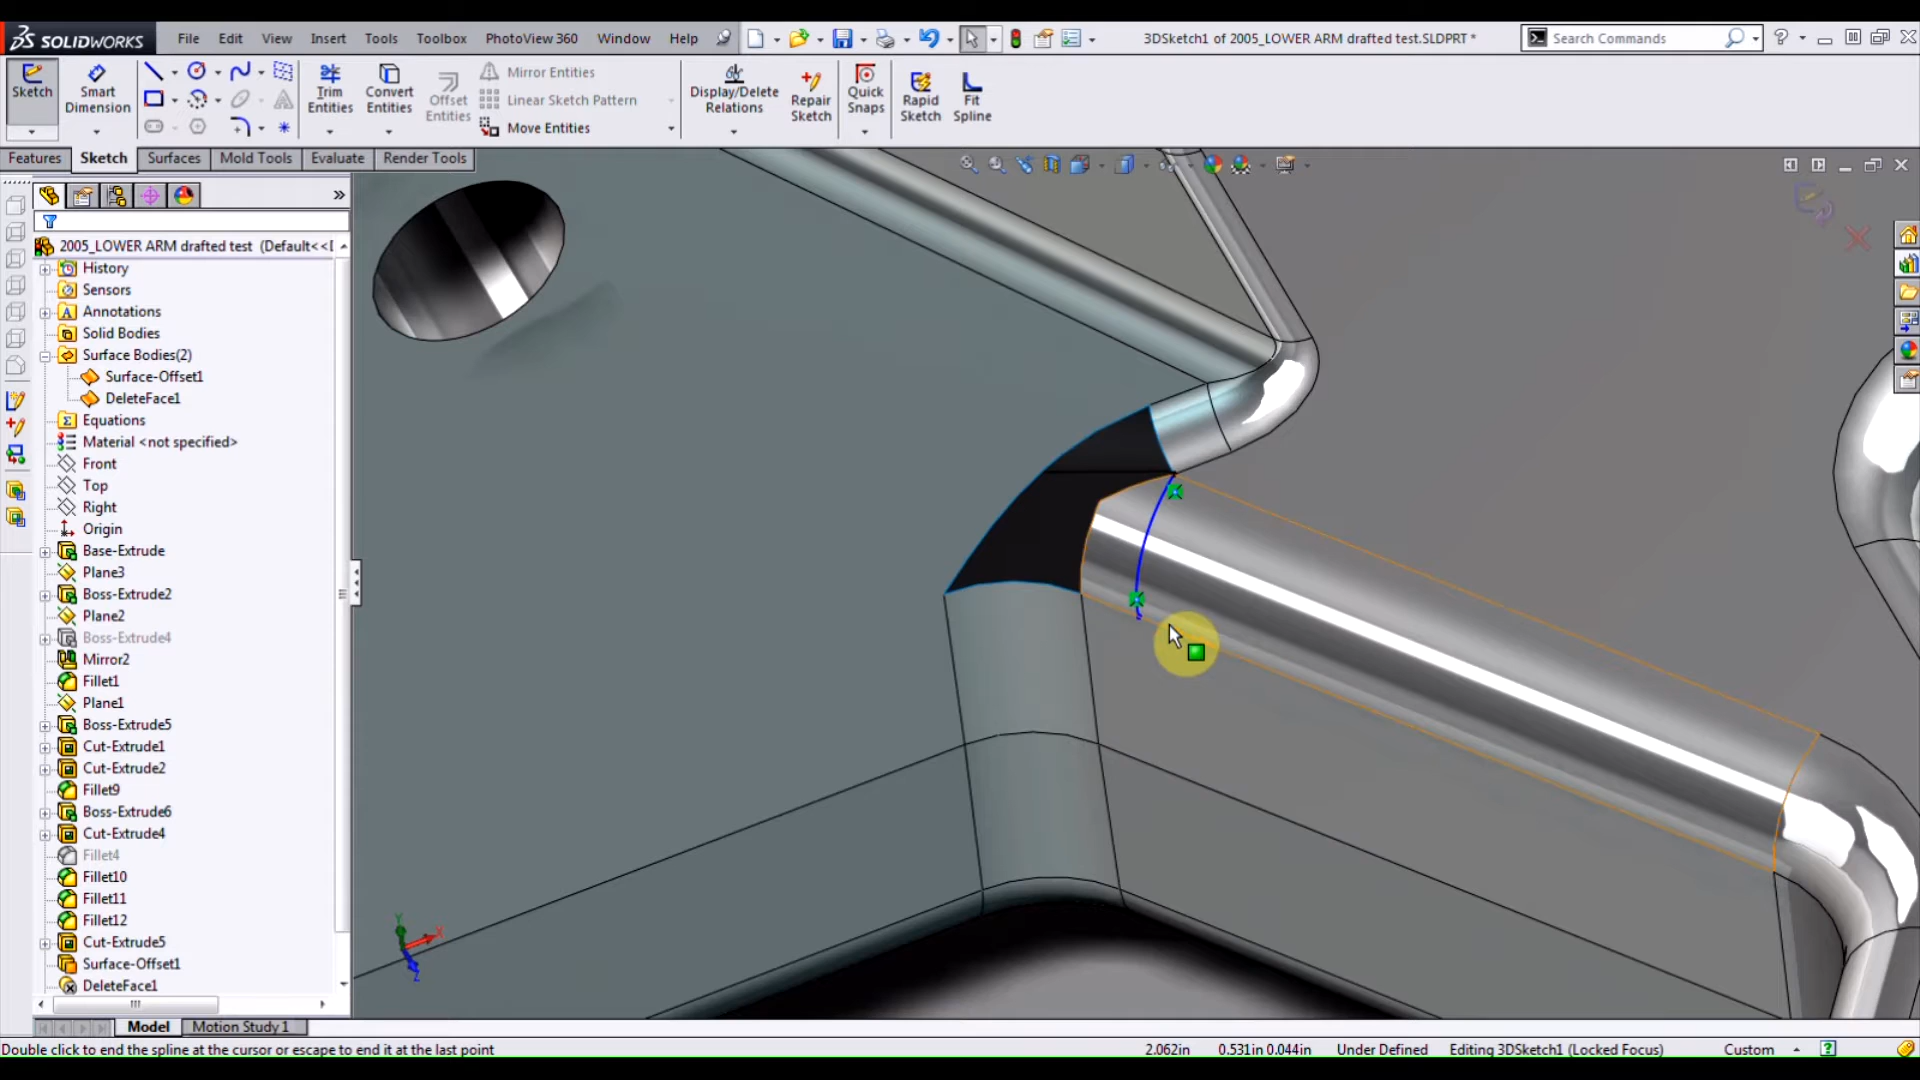 SOLIDWORKS
File Edit View Insert Tools Toolbox PhotoView 360 Window Help
3DSketch1 of 2005_LOWER ARM drafted test.SLDPRT *
Search Commands
Sketch
Smart Dimension
Trim Entities
Convert Entities
Offset Entities
Mirror Entities
Linear Sketch Pattern
Move Entities
Display/Delete Relations
Repair Sketch
Quick Snaps
Rapid Sketch
Fit Spline
Features Sketch Surfaces Mold Tools Evaluate Render Tools
2005_LOWER ARM drafted test (Default<<
History
Sensors
Annotations
Solid Bodies
Surface Bodies(2)
Surface-Offset1
DeleteFace1
Equations
Material <not specified>
Front
Top
Right
Origin
Base-Extrude
Plane3
Boss-Extrude2
Plane2
Boss-Extrude4
Mirror2
Fillet1
Plane1
Boss-Extrude5
Cut-Extrude1
Cut-Extrude2
Fillet9
Boss-Extrude6
Cut-Extrude4
Fillet4
Fillet10
Fillet11
Fillet12
Cut-Extrude5
Surface-Offset1
DeleteFace1
Y
X
Z
Model Motion Study 1
Double click to end the spline at the cursor or escape to end it at the last point
2.062in 0.531in 0.044in Under Defined Editing 3DSketch1 (Locked Focus) Custom